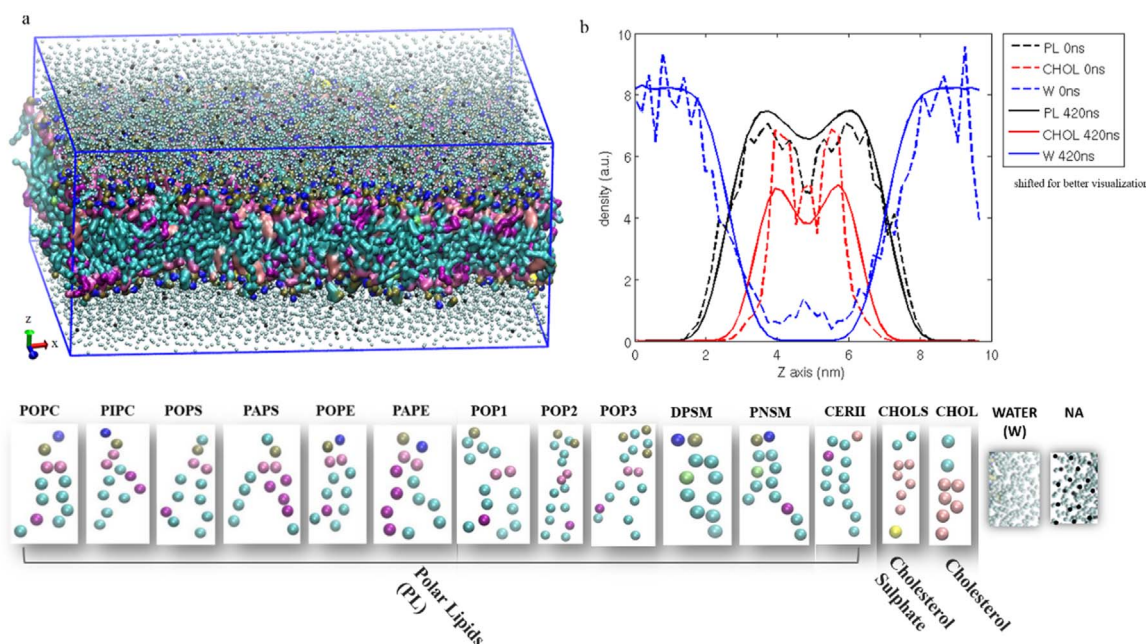 a
z
x
b
density (a.u.)
10
8
6
4
2
0
0
2
4
6
8
10
Z axis (nm)
PL 0ns
CHOL 0ns
W 0ns
PL 420ns
CHOL 420ns
W 420ns
shifted for better visualization
POPC PIPC POPS PAPS POPE PAPE POP1 POP2 POP3 DPSM PNSM CERII CHOLS CHOL WATER NA
(W)
Polar Lipids
(PL)
Cholesterol
Sulphate
Cholesterol